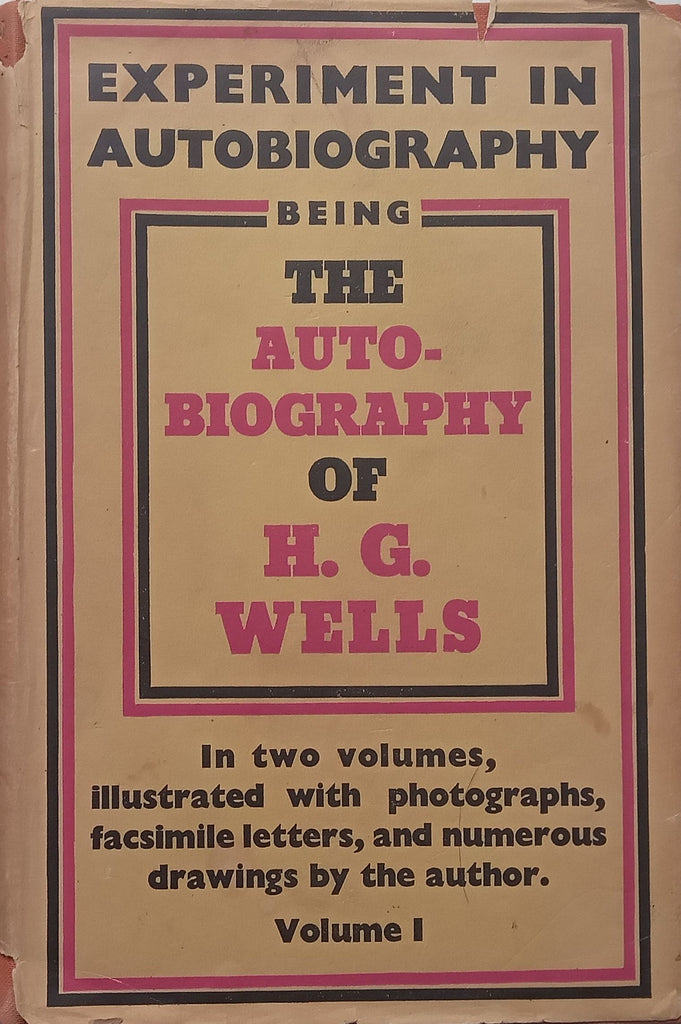 EXPERIMENT IN
AUTOBIOGRAPHY
BEING
THE
AUTO-
BIOGRAPHY
OF
H. G.
WELLS
In two volumes,
illustrated with photographs,
facsimile letters, and numerous
drawings by the author.
Volume I